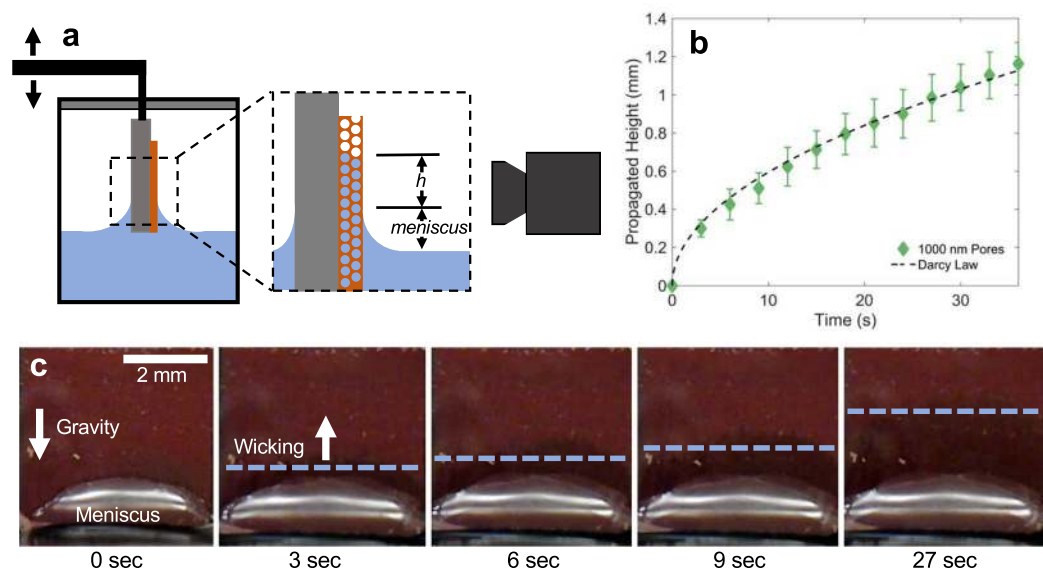 a
h
meniscus
b
Propagated Height (mm)
1.4
1.2
1
0.8
0.6
0.4
0.2
0
0
10
20
30
Time (s)
1000 nm Pores
Darcy Law
c
2 mm
Gravity
Wicking
Meniscus
0 sec
3 sec
6 sec
9 sec
27 sec